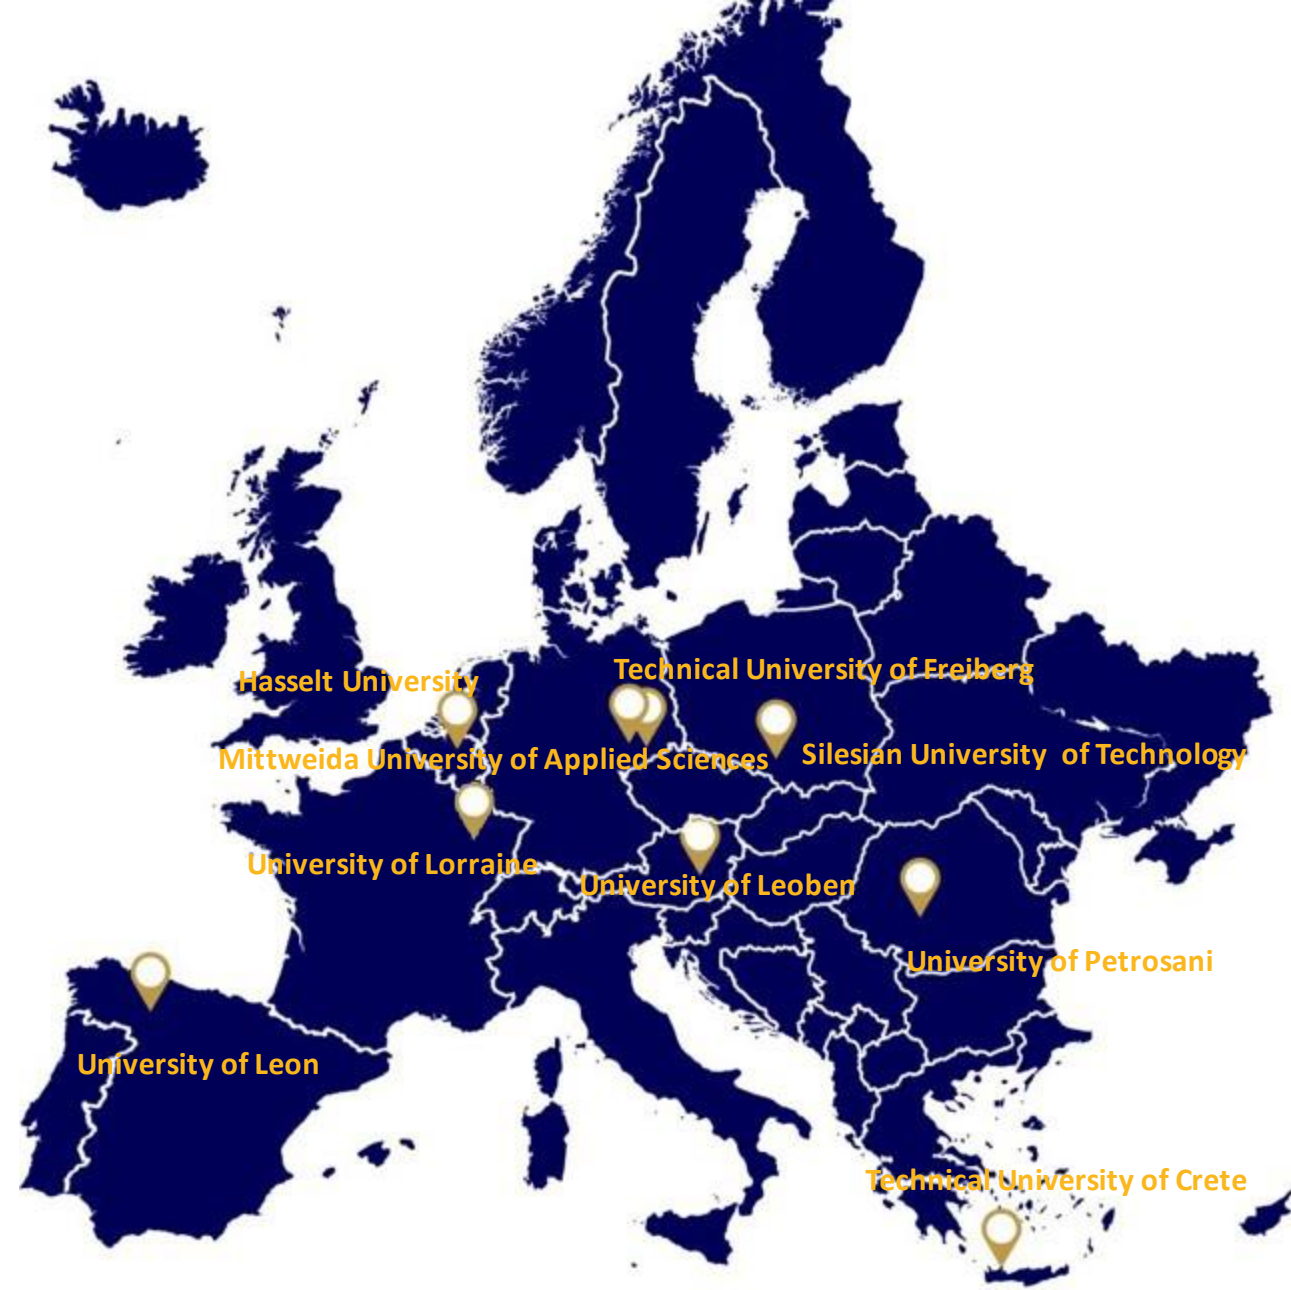 Technical University of Freiberg
Hasselt University
Silesian University of Technology
Mittweida University of Applied Sciences
University of Lorraine
University of Leoben
University of Petrosani
University of Leon
Technical University of Crete